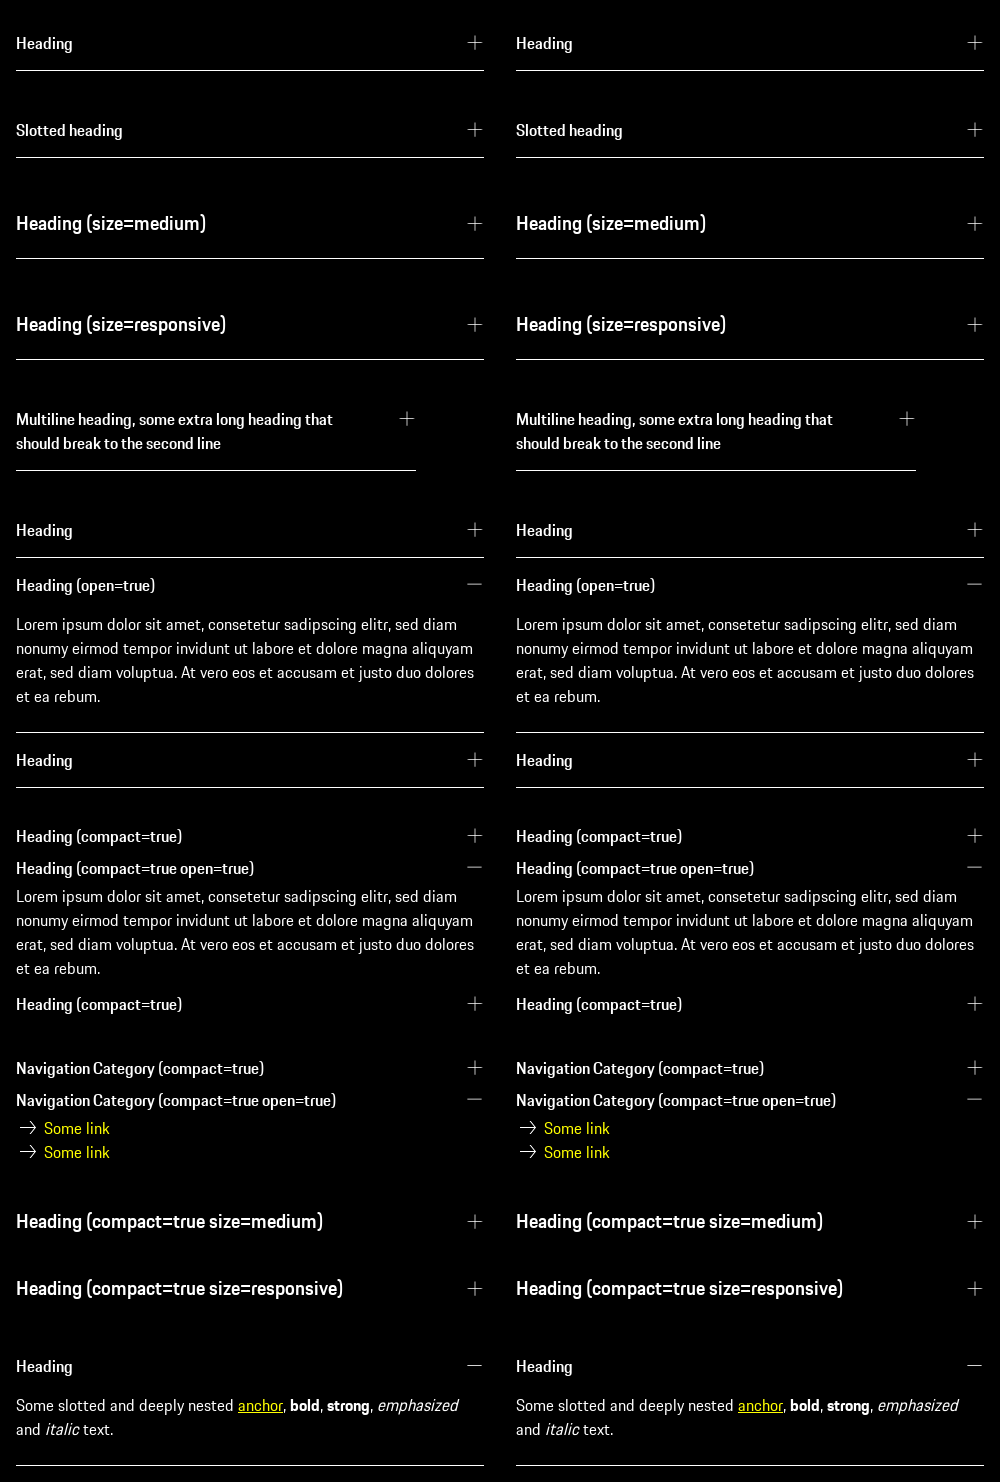 Heading
Slotted heading
Heading (size=medium)
Heading (size=responsive)
Multiline heading, some extra long heading that
should break to the second line
Heading
Heading (open=true)
Lorem ipsum dolor sit amet, consetetur sadipscing elitr, sed diam
nonumy eirmod tempor invidunt ut labore et dolore magna aliquyam
erat, sed diam voluptua. At vero eos et accusam et justo duo dolores
et ea rebum.
Heading
Heading (compact=true)
Heading (compact=true open=true)
Lorem ipsum dolor sit amet, consetetur sadipscing elitr, sed diam
nonumy eirmod tempor invidunt ut labore et dolore magna aliquyam
erat, sed diam voluptua. At vero eos et accusam et justo duo dolores
et ea rebum.
Heading (compact=true)
Navigation Category (compact=true)
Navigation Category (compact=true open=true)
Some link
Some link
Heading (compact=true size=medium)
Heading (compact=true size=responsive)
Heading
Some slotted and deeply nested anchor, bold, strong, emphasized
and italic text.
Heading
Slotted heading
Heading (size=medium)
Heading (size=responsive)
Multiline heading, some extra long heading that
should break to the second line
Heading
Heading (open=true)
Lorem ipsum dolor sit amet, consetetur sadipscing elitr, sed diam
nonumy eirmod tempor invidunt ut labore et dolore magna aliquyam
erat, sed diam voluptua. At vero eos et accusam et justo duo dolores
et ea rebum.
Heading
Heading (compact=true)
Heading (compact=true open=true)
Lorem ipsum dolor sit amet, consetetur sadipscing elitr, sed diam
nonumy eirmod tempor invidunt ut labore et dolore magna aliquyam
erat, sed diam voluptua. At vero eos et accusam et justo duo dolores
et ea rebum.
Heading (compact=true)
Navigation Category (compact=true)
Navigation Category (compact=true open=true)
Some link
Some link
Heading (compact=true size=medium)
Heading (compact=true size=responsive)
Heading
Some slotted and deeply nested anchor, bold, strong, emphasized
and italic text.